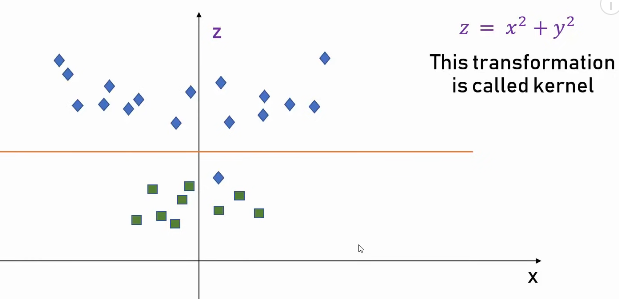 z = x² + y²
z
This transformation
is called kernel
x